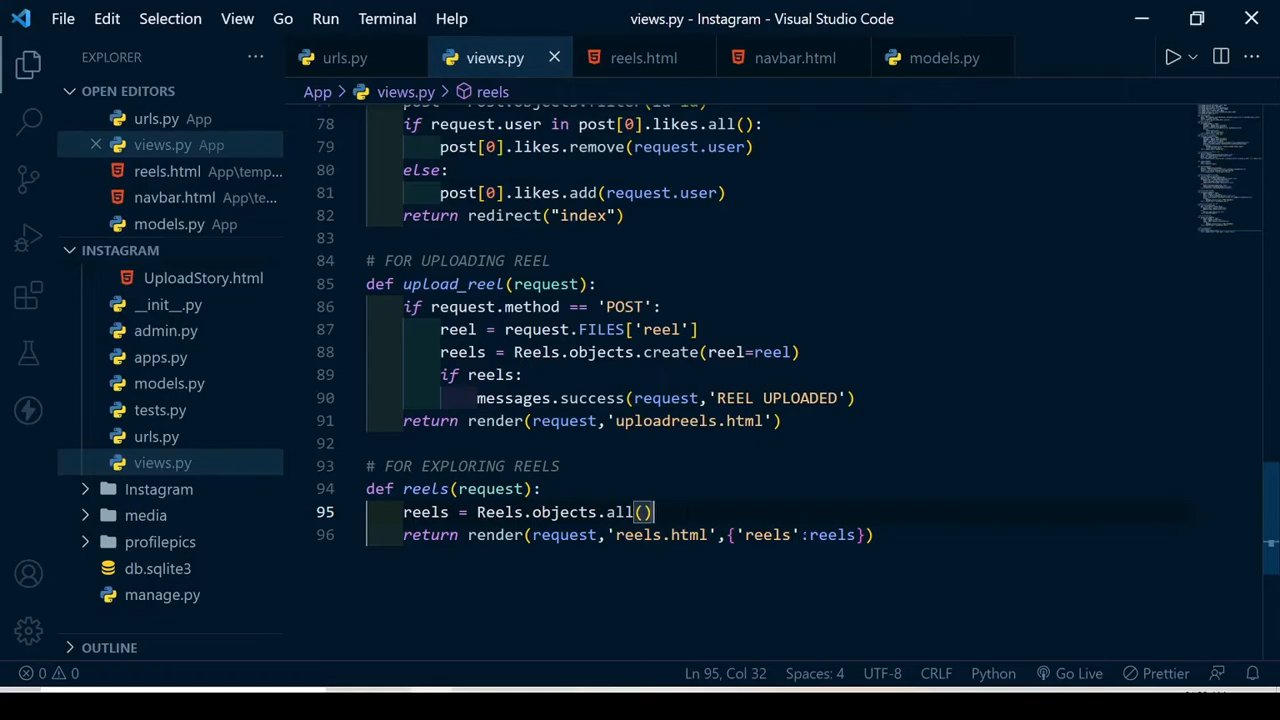 File Edit Selection View Go Run Terminal Help views.py - Instagram - Visual Studio Code
EXPLORER
urls.py views.py reels.html navbar.html models.py
App views.py reels
OPEN EDITORS
urls.py App
views.py App
reels.html App\temp...
navbar.html App\te...
models.py App
INSTAGRAM
UploadStory.html
__init__.py
admin.py
apps.py
models.py
tests.py
urls.py
views.py
Instagram
media
profilepics
db.sqlite3
manage.py
OUTLINE
78 if request.user in post[0].likes.all():
79 post[0].likes.remove(request.user)
80 else:
81 post[0].likes.add(request.user)
82 return redirect("index")
83
84 # FOR UPLOADING REEL
85 def upload_reel(request):
86 if request.method == 'POST':
87 reel = request.FILES['reel']
88 reels = Reels.objects.create(reel=reel)
89 if reels:
90 messages.success(request,'REEL UPLOADED')
91 return render(request,'uploadreels.html')
92
93 # FOR EXPLORING REELS
94 def reels(request):
95 reels = Reels.objects.all()
96 return render(request,'reels.html',{'reels':reels})
0 0 Ln 95, Col 32 Spaces: 4 UTF-8 CRLF Python Go Live Prettier